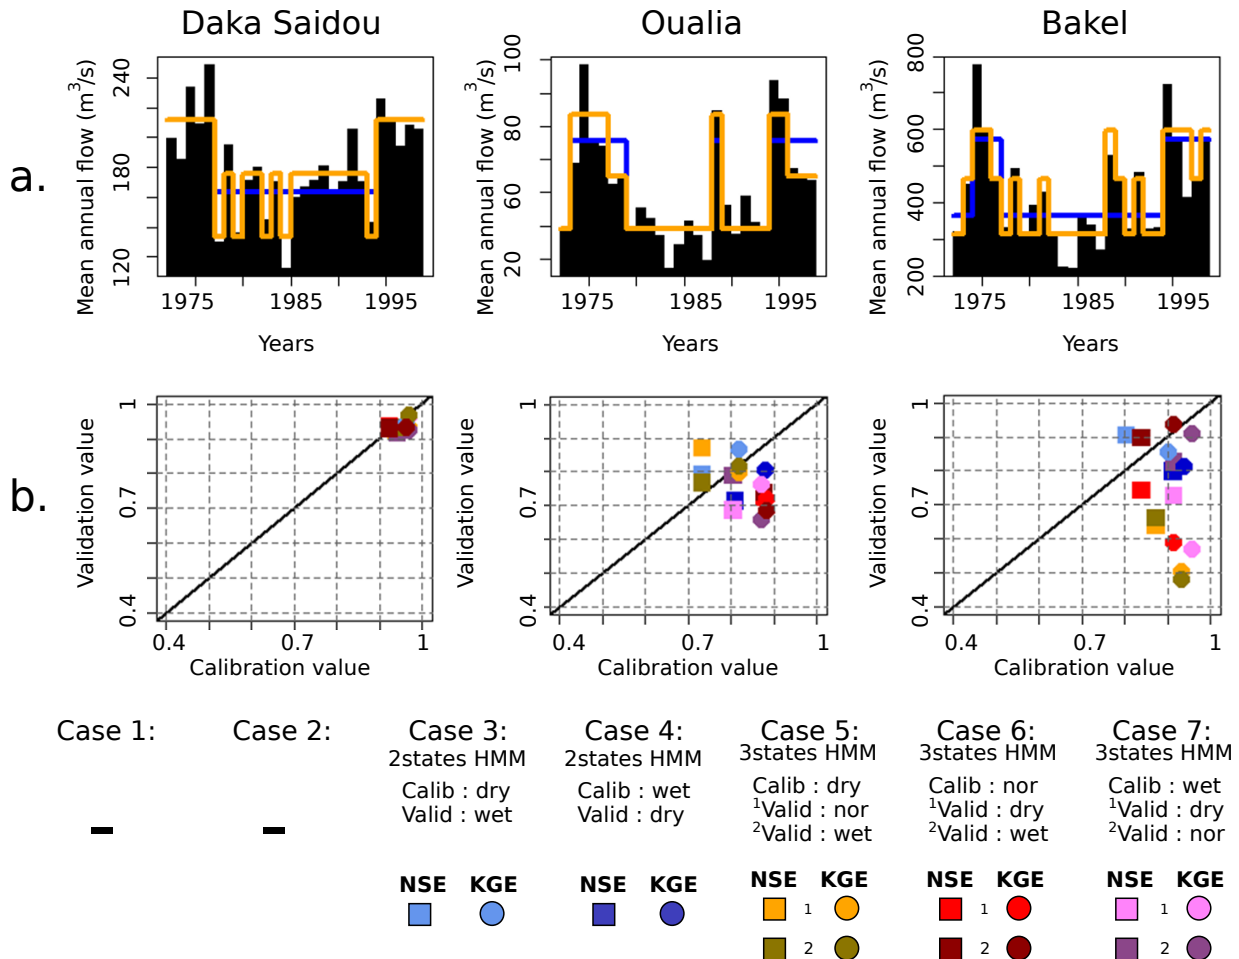 Daka Saidou
Oualia
Bakel
a.
Mean annual flow (m³/s)
120 180 240
1975 1985 1995
Years
Mean annual flow (m³/s)
20 40 60 80 100
1975 1985 1995
Years
Mean annual flow (m³/s)
200 400 600 800
1975 1985 1995
Years
b.
Validation value
0.4 0.7 1
0.4 0.7 1
Calibration value
Validation value
0.4 0.7 1
0.4 0.7 1
Calibration value
Validation value
0.4 0.7 1
0.4 0.7 1
Calibration value
Case 1:
Case 2:
Case 3:
2states HMM
Calib : dry
Valid : wet
NSE KGE
Case 4:
2states HMM
Calib : wet
Valid : dry
NSE KGE
Case 5:
3states HMM
Calib : dry
¹Valid : nor
²Valid : wet
NSE KGE
1
2
Case 6:
3states HMM
Calib : nor
¹Valid : dry
²Valid : wet
NSE KGE
1
2
Case 7:
3states HMM
Calib : wet
¹Valid : dry
²Valid : nor
NSE KGE
1
2